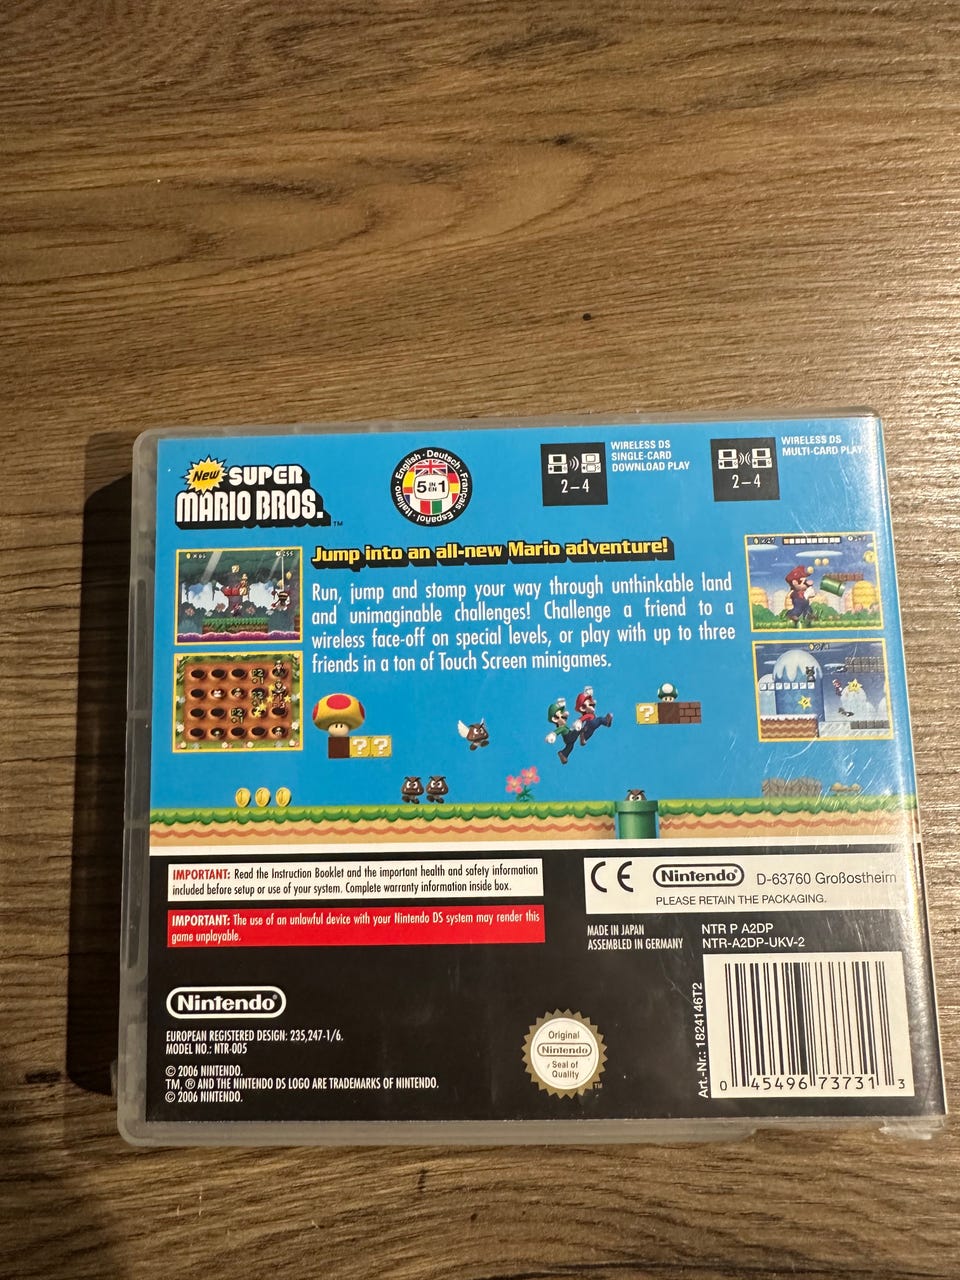 New SUPER
MARIO BROS.™
English · Deutsch · Français · Español · Italiano ·
5 IN EN 1
WIRELESS DS
SINGLE-CARD
DOWNLOAD PLAY
2–4
WIRELESS DS
MULTI-CARD PLAY
2–4
Jump into an all-new Mario adventure!
Run, jump and stomp your way through unthinkable land
and unimaginable challenges! Challenge a friend to a
wireless face-off on special levels, or play with up to three
friends in a ton of Touch Screen minigames.
IMPORTANT: Read the Instruction Booklet and the important health and safety information
included before setup or use of your system. Complete warranty information inside box.
IMPORTANT: The use of an unlawful device with your Nintendo DS system may render this
game unplayable.
CE Nintendo® D-63760 Großostheim
PLEASE RETAIN THE PACKAGING.
MADE IN JAPAN
ASSEMBLED IN GERMANY
NTR P A2DP
NTR-A2DP-UKV-2
Nintendo®
EUROPEAN REGISTERED DESIGN: 235,247-1/6.
MODEL NO.: NTR-005
© 2006 NINTENDO.
TM, ® AND THE NINTENDO DS LOGO ARE TRADEMARKS OF NINTENDO.
© 2006 NINTENDO.
Original
Nintendo®
Seal of
Quality
TM
Art.-Nr.: 1824146T2
0 45496 73731 3